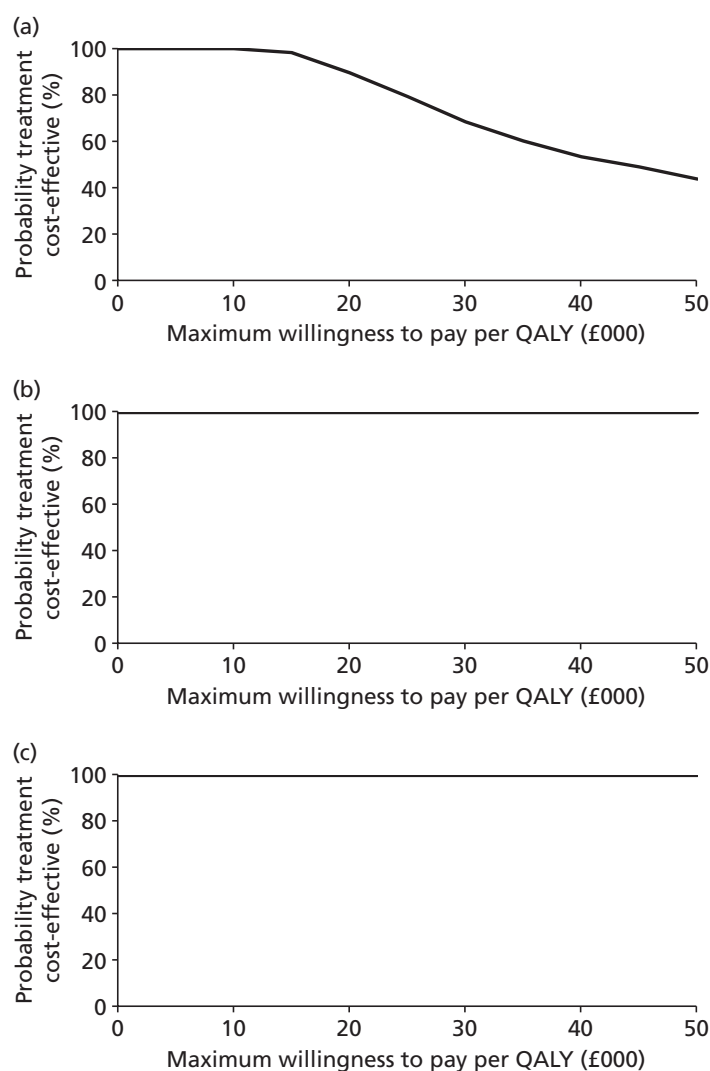 (a)
Probability treatment
cost-effective (%)
100
80
60
40
20
0
0 10 20 30 40 50
Maximum willingness to pay per QALY (£000)
(b)
Probability treatment
cost-effective (%)
100
80
60
40
20
0
0 10 20 30 40 50
Maximum willingness to pay per QALY (£000)
(c)
Probability treatment
cost-effective (%)
100
80
60
40
20
0
0 10 20 30 40 50
Maximum willingness to pay per QALY (£000)